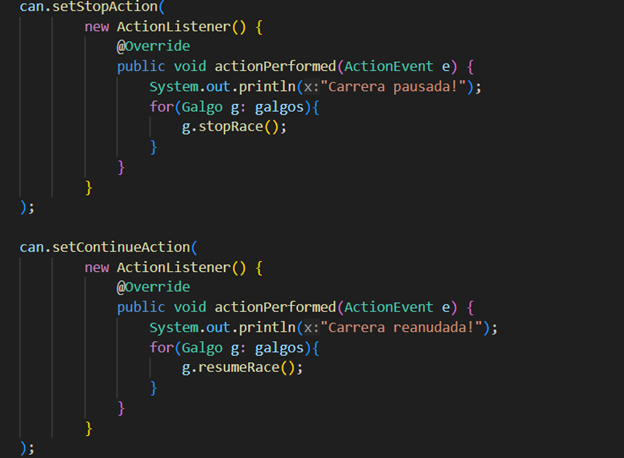 can.setStopAction(
new ActionListener() {
@Override
public void actionPerformed(ActionEvent e) {
System.out.println(x:"Carrera pausada!");
for(Galgo g: galgos){
g.stopRace();
}
}
}
);
can.setContinueAction(
new ActionListener() {
@Override
public void actionPerformed(ActionEvent e) {
System.out.println(x:"Carrera reanudada!");
for(Galgo g: galgos){
g.resumeRace();
}
}
}
);